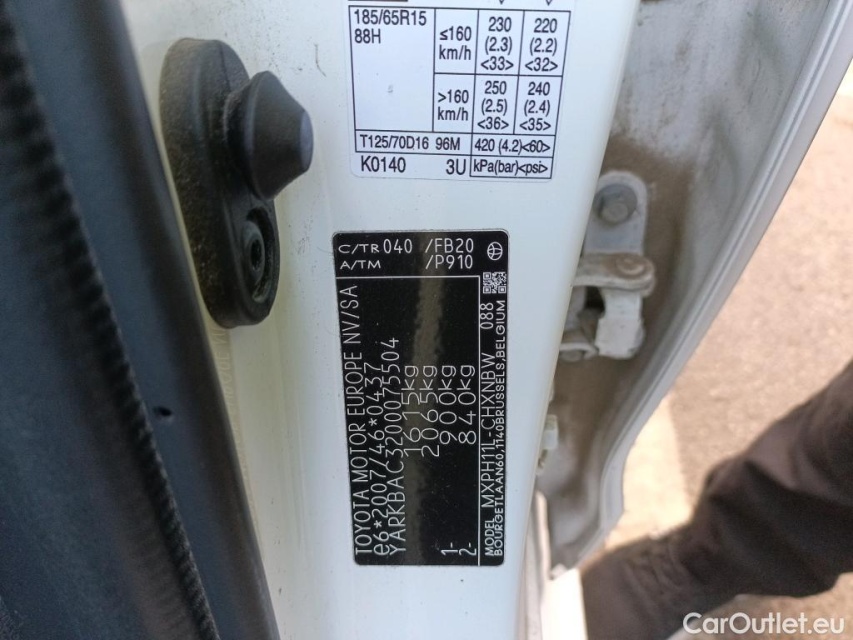 185/65R15
88H
≤160
km/h
230
(2.3)
<33>
220
(2.2)
<32>
>160
km/h
250
(2.5)
<36>
240
(2.4)
<35>
T125/70D16 96M 420 (4.2)<60>
K0140 3U kPa(bar)<psi>
C/TR 040 /FB20
A/TM /P910
TOYOTA MOTOR EUROPE NV/SA
e6*2007/46*0437
YARKBAC3200075504
1615kg
2065kg
1- 900kg
2- 840kg
MODEL MXPH11L-CHXNBW 088
BOURGETLAAN60,1140BRUSSELS,BELGIUM
CarOutlet.eu